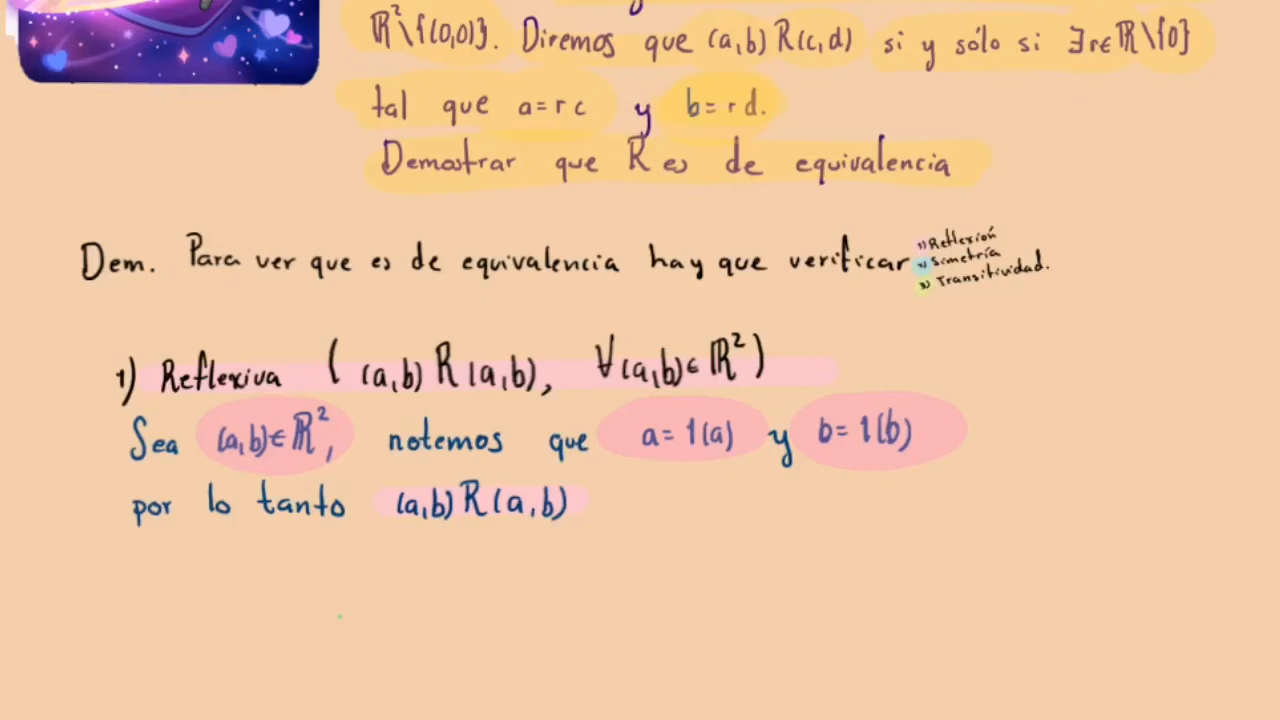 ℝ²\{(0,0)}. Diremos que (a,b) R (c,d) si y sólo si ∃r∈ℝ\{0}
tal que a=rc y b=rd.
Demostrar que R es de equivalencia
Dem. Para ver que es de equivalencia hay que verificar
1) Reflexión
2) Simetría
3) Transitividad.
1) Reflexiva ( (a,b) R (a,b), ∀(a,b)∈ℝ² )
Sea (a,b)∈ℝ², notemos que a=1(a) y b=1(b)
por lo tanto (a,b) R (a,b)